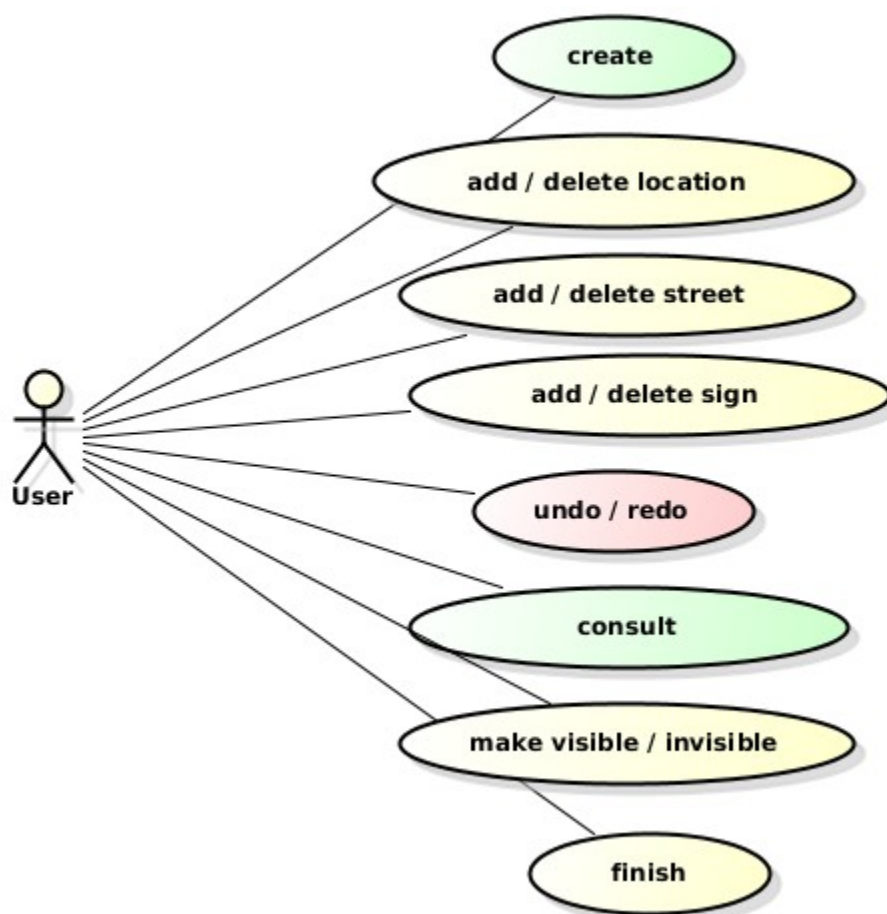 create
add / delete location
add / delete street
add / delete sign
User
undo / redo
consult
make visible / invisible
finish